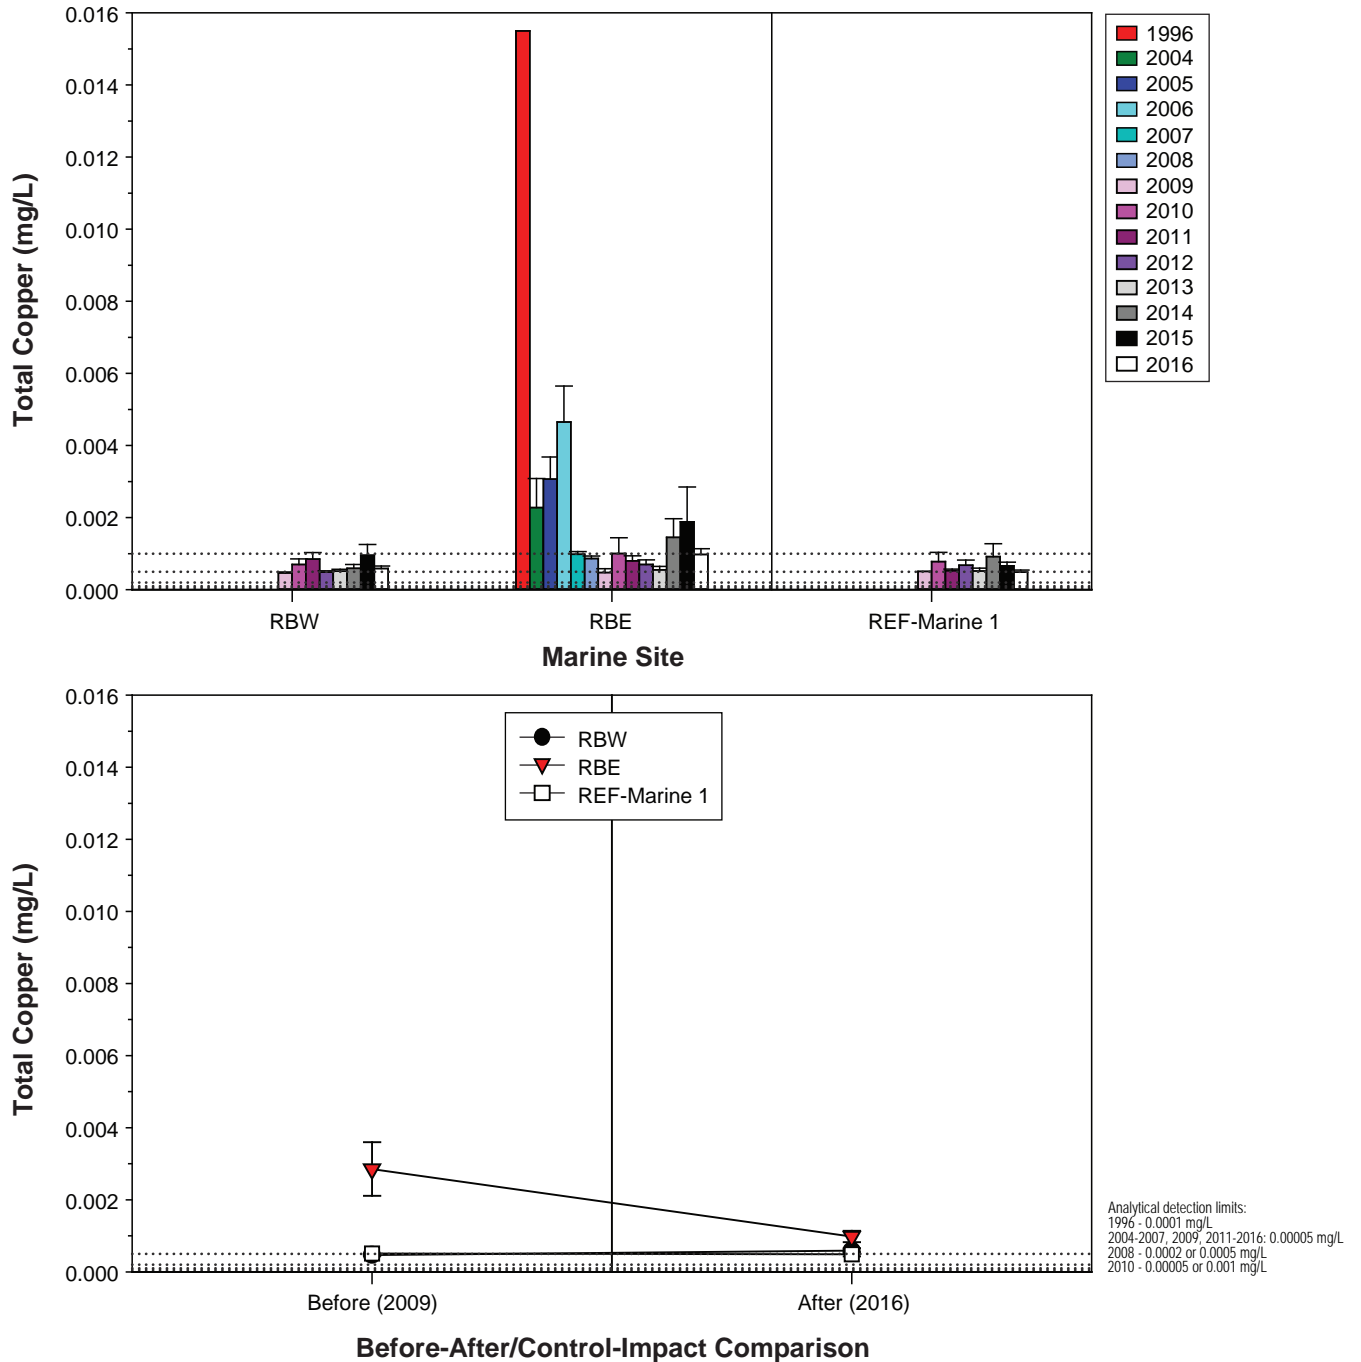 Total Copper (mg/L)
0.016
0.014
0.012
0.010
0.008
0.006
0.004
0.002
0.000
RBW
RBE
REF-Marine 1
Marine Site
1996
2004
2005
2006
2007
2008
2009
2010
2011
2012
2013
2014
2015
2016
Total Copper (mg/L)
0.016
0.014
0.012
0.010
0.008
0.006
0.004
0.002
0.000
RBW
RBE
REF-Marine 1
Before (2009)
After (2016)
Before-After/Control-Impact Comparison
Analytical detection limits:
1996 - 0.0001 mg/L
2004-2007, 2009, 2011-2016: 0.00005 mg/L
2008 - 0.0002 or 0.0005 mg/L
2010 - 0.00005 or 0.001 mg/L